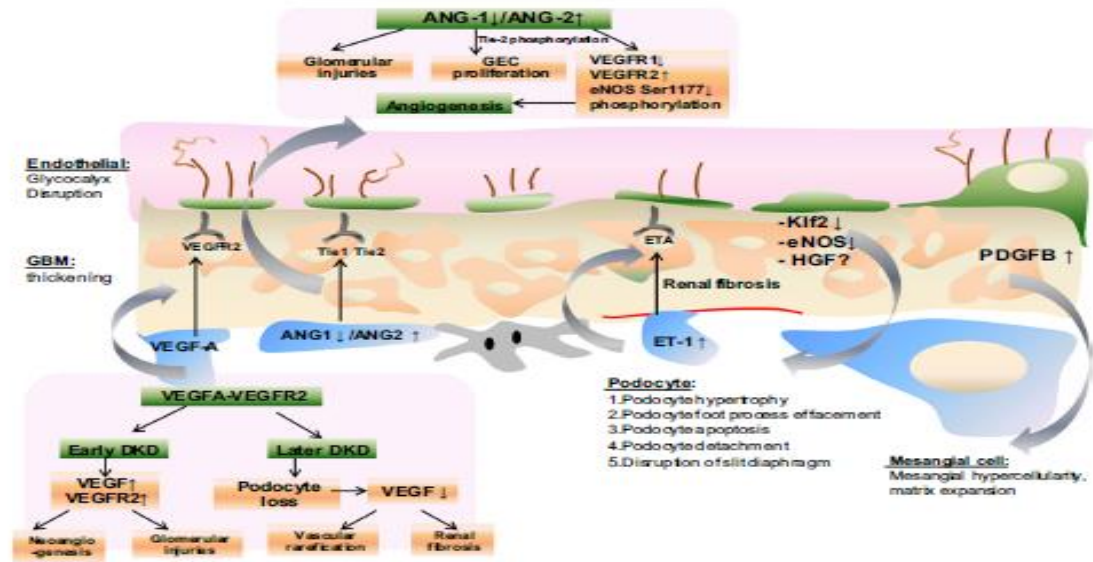 ANG-1↓/ANG-2↑
Tie-2 phosphorylation
Glomerular
injuries
GEC
proliferation
VEGFR1↓
VEGFR2↑
eNOS Ser1177↓
phosphorylation
Angiogenesis
Endothelial:
Glycocalyx
Disruption
VEGFR2
Tie1 Tie2
ETA
-Klf2↓
-eNOS↓
- HGF?
GBM:
thickening
PDGFB ↑
Renal fibrosis
VEGF-A
ANG1 ↓/ANG2 ↑
ET-1 ↑
VEGFA-VEGFR2
Early DKD
Later DKD
VEGF↑
VEGFR2↑
Podocyte
loss
VEGF ↓
Neoangio
-genesis
Glomerular
injuries
Vascular
rarefication
Renal
fibrosis
Podocyte:
1.Podocyte hypertrophy
2.Podocyte foot process effacement
3.Podocyte apoptosis
4.Podocyte detachment
5.Disruption of slit diaphragm
Mesangial cell:
Mesangial hypercellularity,
matrix expansion